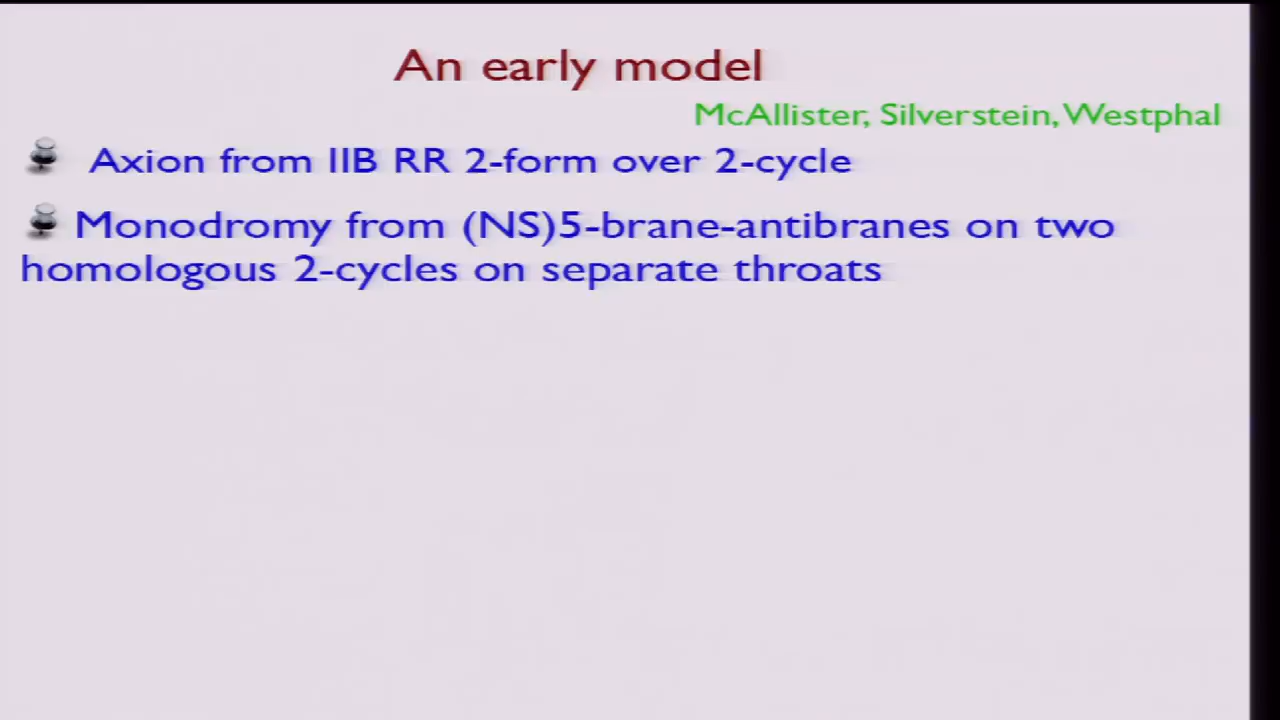 An early model
McAllister, Silverstein, Westphal
Axion from IIB RR 2-form over 2-cycle
Monodromy from (NS)5-brane-antibranes on two
homologous 2-cycles on separate throats